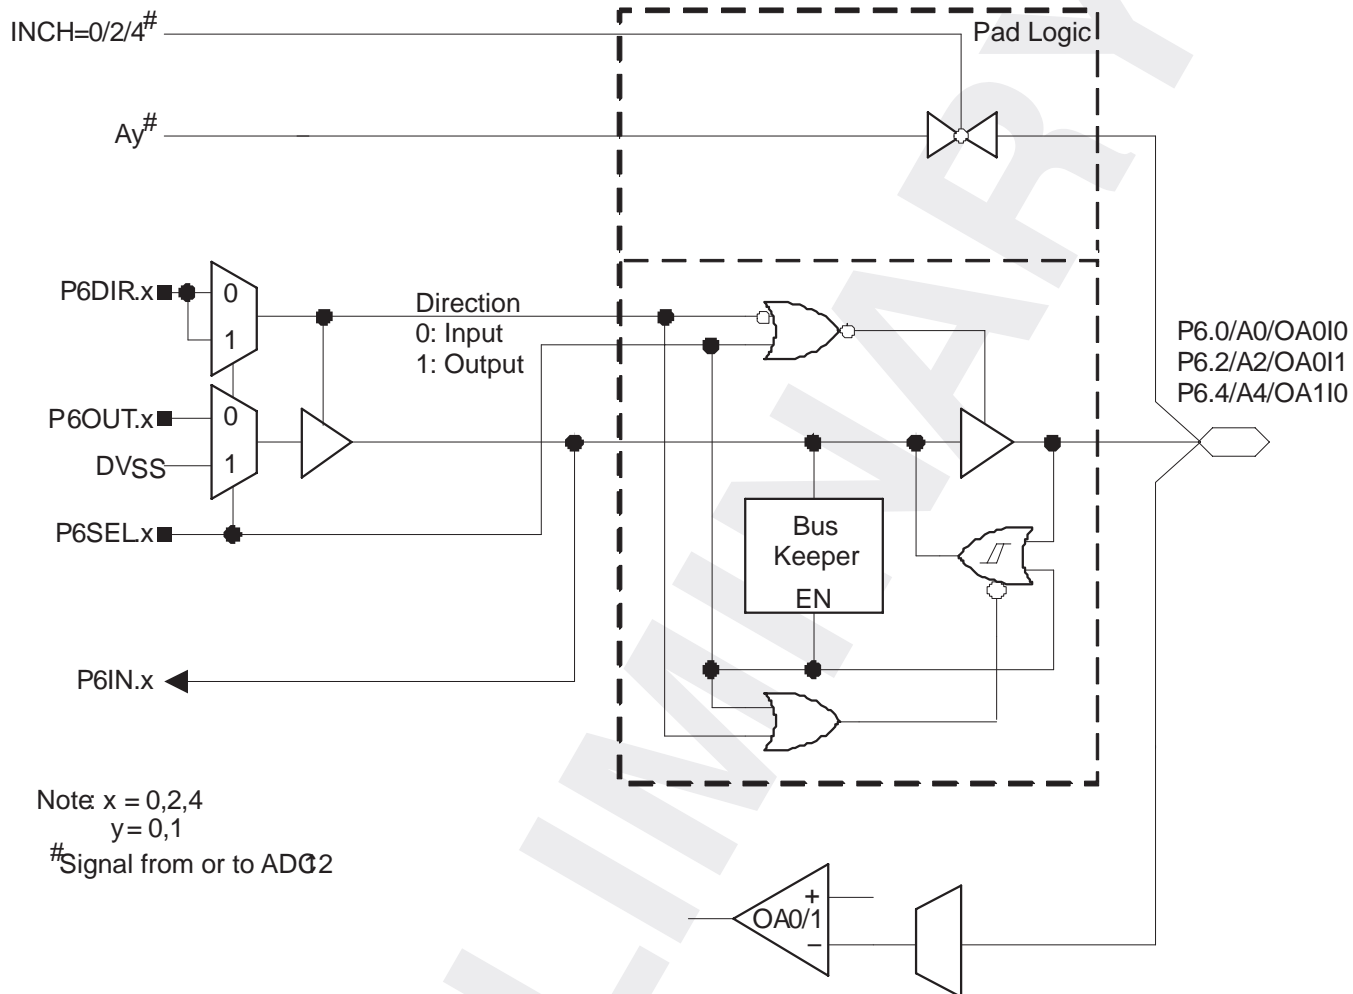 INCH=0/2/4#
Pad Logic
Ay#
P6DIR.x
0
1
Direction
0: Input
1: Output
P6OUT.x
0
DVSS
1
P6SEL.x
P6.0/A0/OA0I0
P6.2/A2/OA0I1
P6.4/A4/OA1I0
Bus
Keeper
EN
P6IN.x
Note: x = 0,2,4
y = 0,1
#Signal from or to ADC12
+
OA0/1
−
LIMINARY